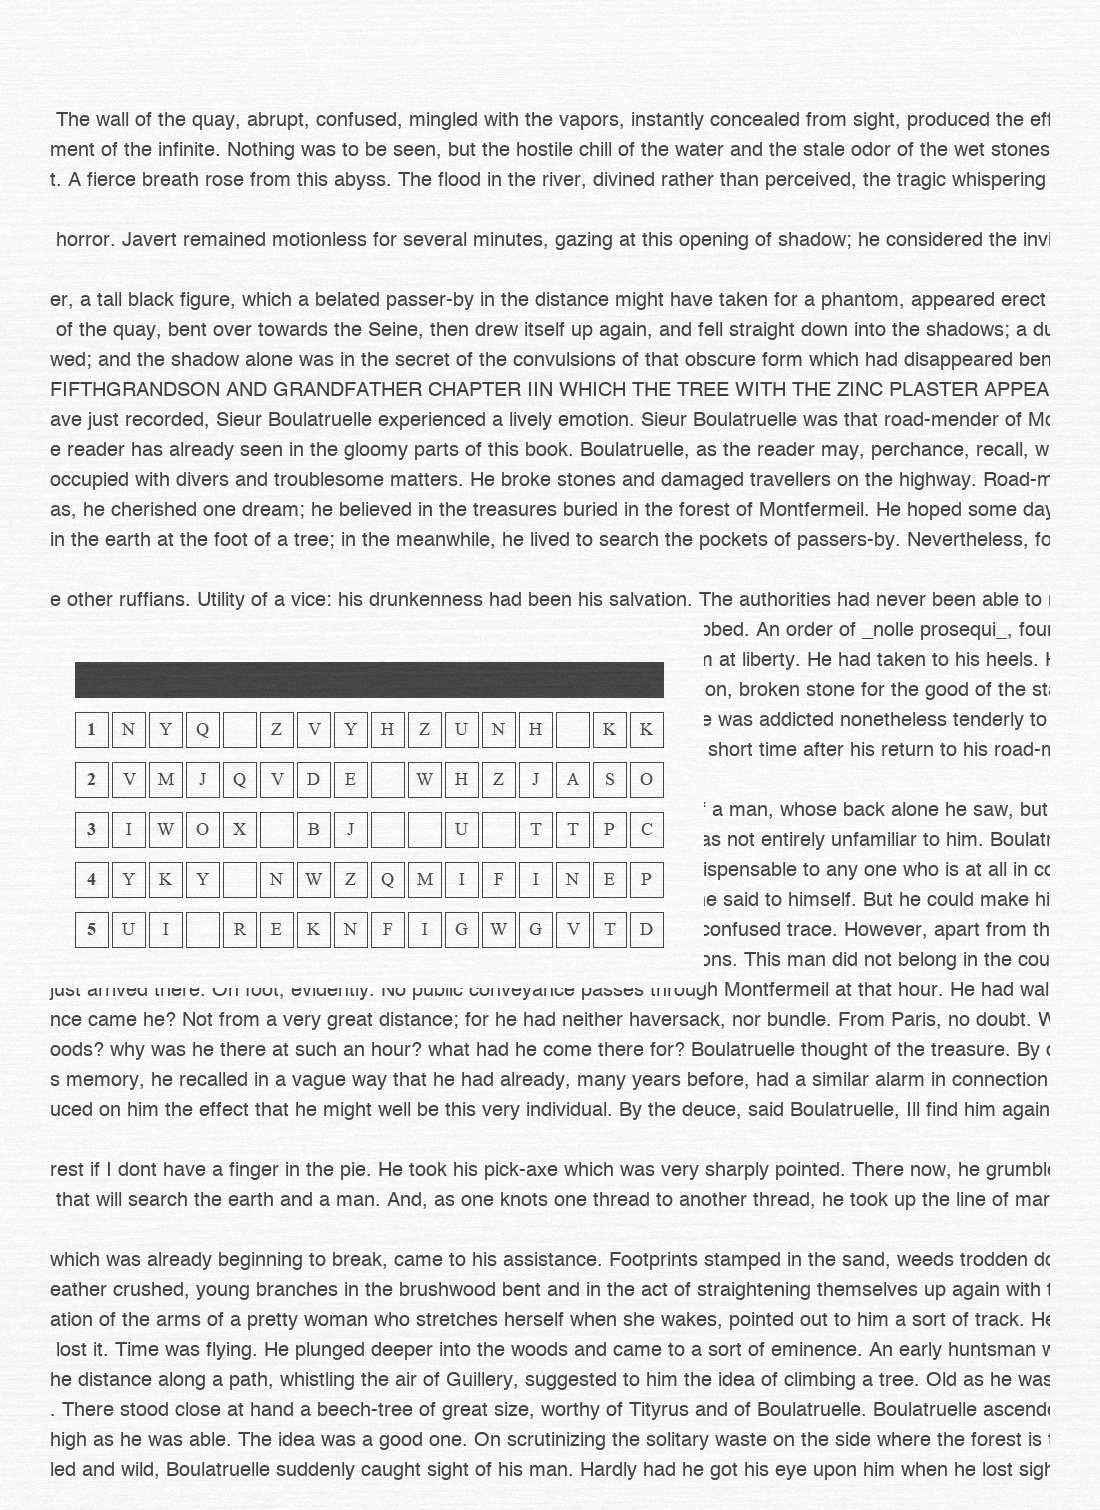 The wall of the quay, abrupt, confused, mingled with the vapors, instantly concealed from sight, produced the eff
ment of the infinite. Nothing was to be seen, but the hostile chill of the water and the stale odor of the wet stones
t. A fierce breath rose from this abyss. The flood in the river, divined rather than perceived, the tragic whispering
horror. Javert remained motionless for several minutes, gazing at this opening of shadow; he considered the invi
er, a tall black figure, which a belated passer-by in the distance might have taken for a phantom, appeared erect
of the quay, bent over towards the Seine, then drew itself up again, and fell straight down into the shadows; a du
wed; and the shadow alone was in the secret of the convulsions of that obscure form which had disappeared ben
FIFTHGRANDSON AND GRANDFATHER CHAPTER IIN WHICH THE TREE WITH THE ZINC PLASTER APPEA
ave just recorded, Sieur Boulatruelle experienced a lively emotion. Sieur Boulatruelle was that road-mender of Mo
e reader has already seen in the gloomy parts of this book. Boulatruelle, as the reader may, perchance, recall, w
occupied with divers and troublesome matters. He broke stones and damaged travellers on the highway. Road-m
as, he cherished one dream; he believed in the treasures buried in the forest of Montfermeil. He hoped some day
in the earth at the foot of a tree; in the meanwhile, he lived to search the pockets of passers-by. Nevertheless, fo
e other ruffians. Utility of a vice: his drunkenness had been his salvation. The authorities had never been able to
bbed. An order of _nolle prosequi_, four
m at liberty. He had taken to his heels. H
on, broken stone for the good of the sta
1 N Y Q Z V Y H Z U N H K K
e was addicted nonetheless tenderly to
short time after his return to his road-m
2 V M J Q V D E W H Z J A S O
a man, whose back alone he saw, but
3 I W O X B J U T T P C
as not entirely unfamiliar to him. Boulatr
ispensable to any one who is at all in co
4 Y K Y N W Z Q M I F I N E P
he said to himself. But he could make hi
confused trace. However, apart from th
5 U I R E K N F I G W G V T D
ons. This man did not belong in the cou
just arrived there. On foot, evidently. No public conveyance passes through Montfermeil at that hour. He had wal
nce came he? Not from a very great distance; for he had neither haversack, nor bundle. From Paris, no doubt. W
oods? why was he there at such an hour? what had he come there for? Boulatruelle thought of the treasure. By
s memory, he recalled in a vague way that he had already, many years before, had a similar alarm in connection
uced on him the effect that he might well be this very individual. By the deuce, said Boulatruelle, Ill find him again
rest if I dont have a finger in the pie. He took his pick-axe which was very sharply pointed. There now, he grumble
that will search the earth and a man. And, as one knots one thread to another thread, he took up the line of mar
which was already beginning to break, came to his assistance. Footprints stamped in the sand, weeds trodden do
eather crushed, young branches in the brushwood bent and in the act of straightening themselves up again with t
ation of the arms of a pretty woman who stretches herself when she wakes, pointed out to him a sort of track. He
lost it. Time was flying. He plunged deeper into the woods and came to a sort of eminence. An early huntsman w
he distance along a path, whistling the air of Guillery, suggested to him the idea of climbing a tree. Old as he was
. There stood close at hand a beech-tree of great size, worthy of Tityrus and of Boulatruelle. Boulatruelle ascende
high as he was able. The idea was a good one. On scrutinizing the solitary waste on the side where the forest is t
led and wild, Boulatruelle suddenly caught sight of his man. Hardly had he got his eye upon him when he lost sigh